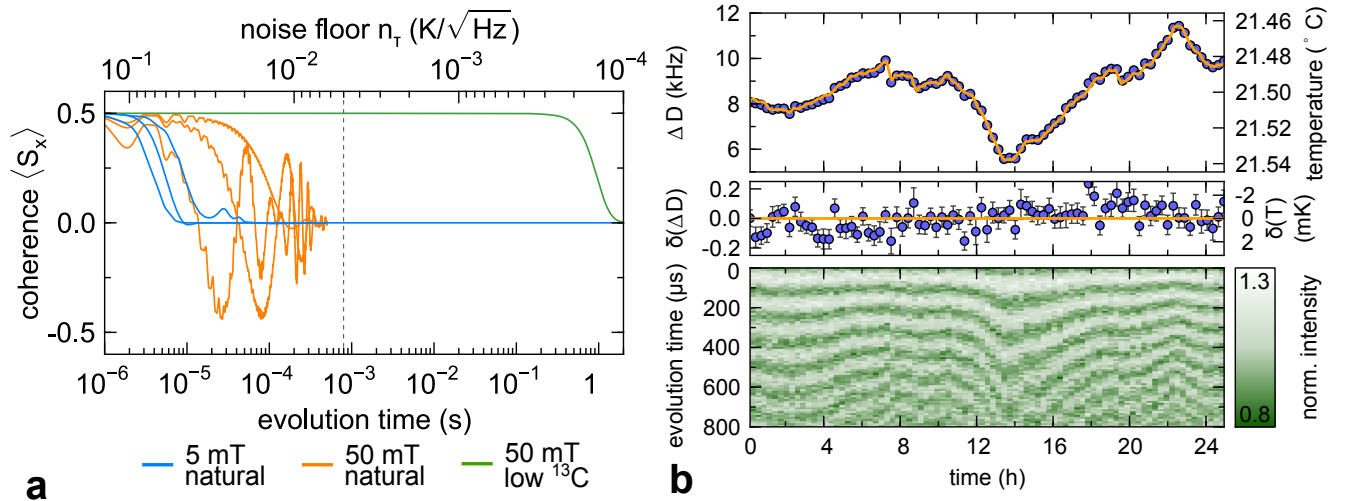 noise floor n_T (K/√Hz)
10⁻¹ 10⁻² 10⁻³ 10⁻⁴
coherence ⟨S_x⟩
0.5
0.0
-0.5
10⁻⁶ 10⁻⁵ 10⁻⁴ 10⁻³ 10⁻² 10⁻¹ 1
evolution time (s)
5 mT
natural
50 mT
natural
50 mT
low ¹³C
a
b
Δ D (kHz)
12
10
8
6
21.46
21.48
21.50
21.52
21.54
temperature (°C)
δ(ΔD)
0.2
0.0
-0.2
-2
0
2
δ(T)
(mK)
evolution time (µs)
0
200
400
600
800
0 4 8 12 16 20 24
time (h)
1.3
0.8
norm. intensity